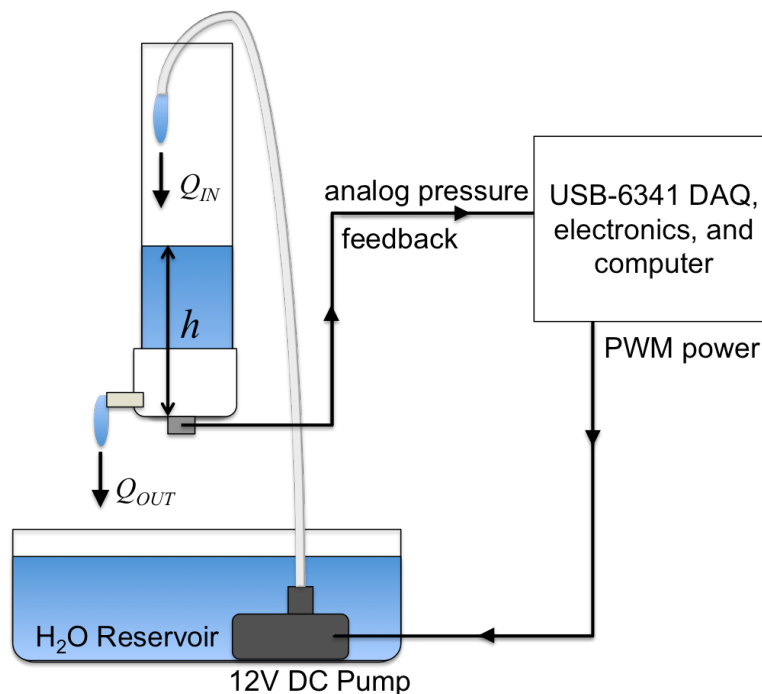 Q_IN
analog pressure
feedback
USB-6341 DAQ,
electronics, and
computer
h
PWM power
Q_OUT
H₂O Reservoir
12V DC Pump